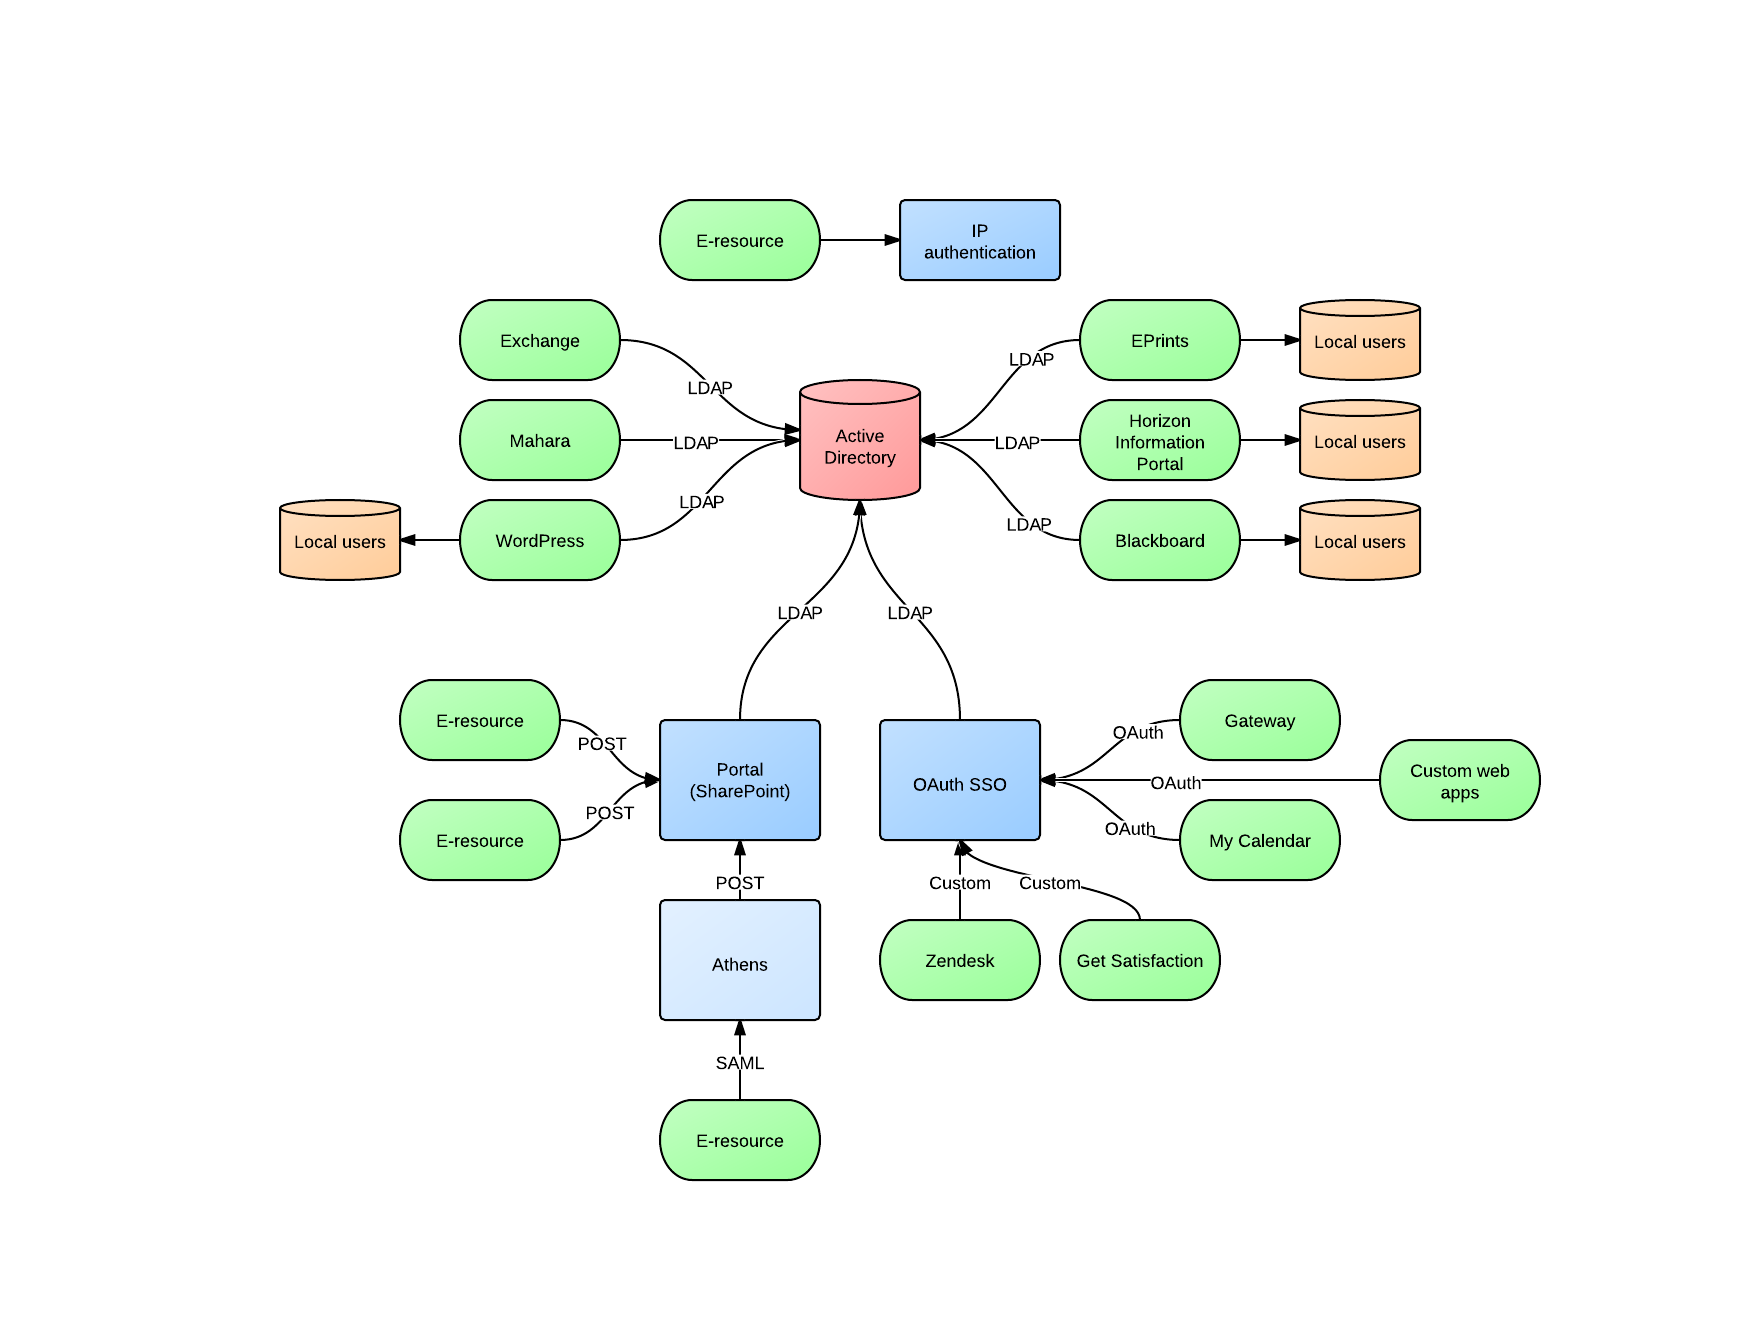 E-resource
IP
authentication
Exchange
LDAP
EPrints
Local users
LDAP
Mahara
LDAP
Active
Directory
LDAP
Horizon
Information
Portal
Local users
Local users
WordPress
LDAP
LDAP
Blackboard
Local users
LDAP
LDAP
E-resource
POST
Portal
(SharePoint)
OAuth SSO
OAuth
Gateway
OAuth
Custom web
apps
E-resource
POST
OAuth
My Calendar
POST
Custom
Custom
Athens
Zendesk
Get Satisfaction
SAML
E-resource